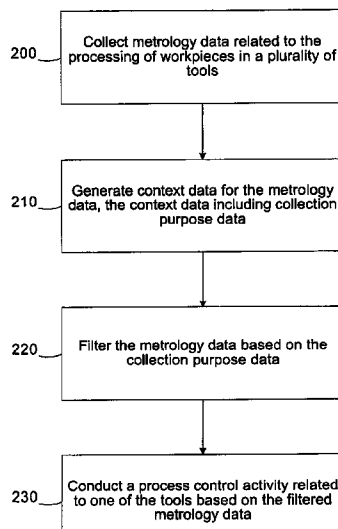 200
Collect metrology data related to the
processing of workpieces in a plurality of
tools
210
Generate context data for the metrology
data, the context data including collection
purpose data
220
Filter the metrology data based on the
collection purpose data
230
Conduct a process control activity related
to one of the tools based on the filtered
metrology data